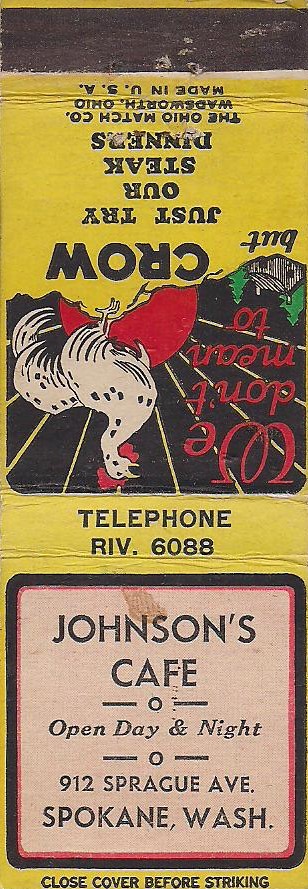 We
don't
mean
to
CROW
but
JUST TRY
OUR
STEAK
DINNERS
THE OHIO MATCH CO.
WADSWORTH, OHIO
MADE IN U. S. A.
TELEPHONE
RIV. 6088
JOHNSON'S
CAFE
Open Day & Night
912 SPRAGUE AVE.
SPOKANE, WASH.
CLOSE COVER BEFORE STRIKING